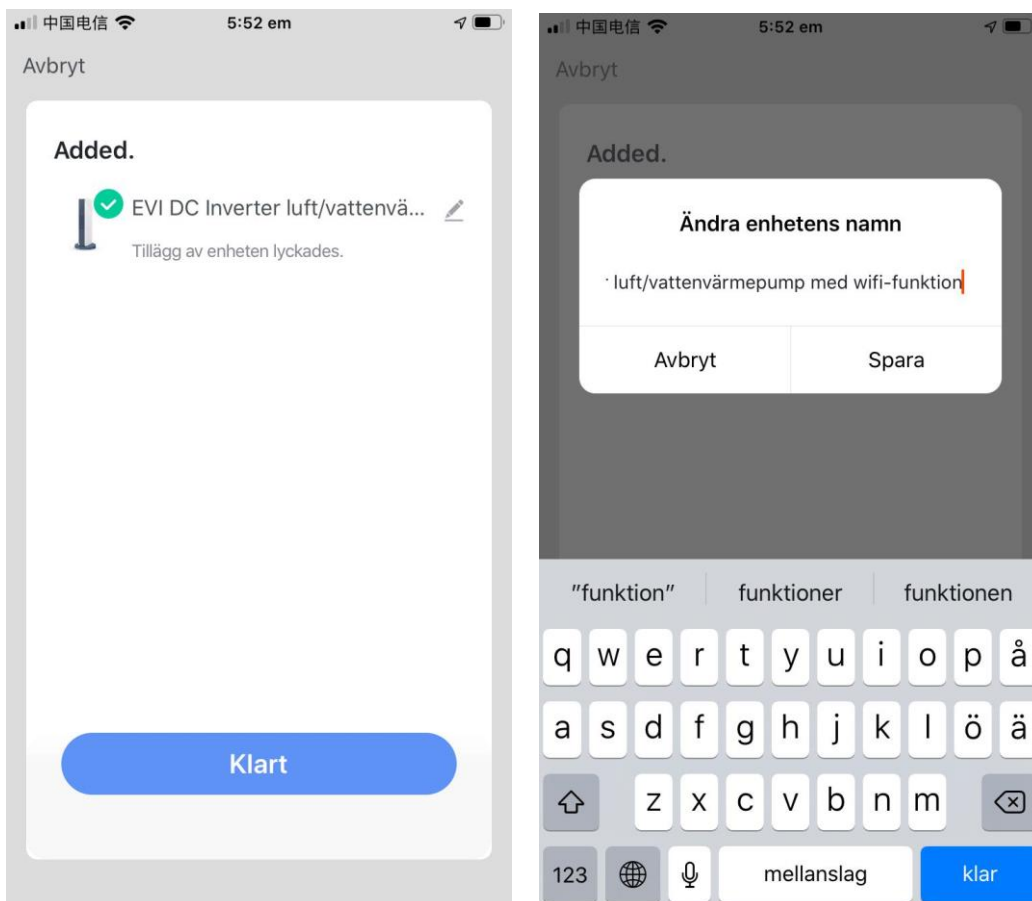 中国电信 5:52 em
Avbryt
Added.
EVI DC Inverter luft/vattenvä...
Tillägg av enheten lyckades.
Klart
中国电信 5:52 em
Avbryt
Added.
Ändra enhetens namn
luft/vattenvärmepump med wifi-funktion
Avbryt Spara
"funktion" funktioner funktionen
q w e r t y u i o p å
a s d f g h j k l ö ä
z x c v b n m
123 mellanslag klar